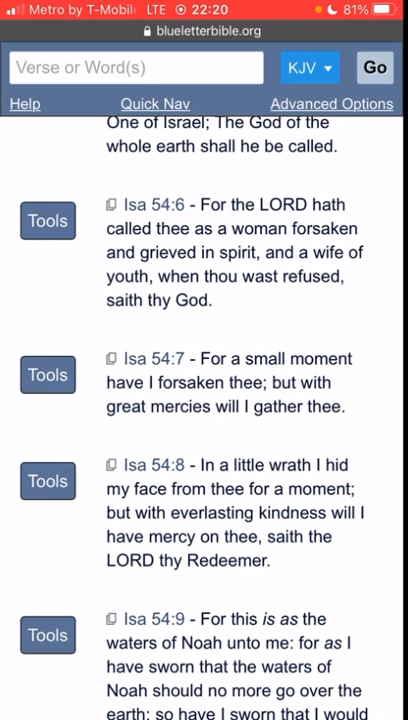 Metro by T-Mobile LTE 22:20 81%
blueletterbible.org
Verse or Word(s) KJV Go
Help Quick Nav Advanced Options
One of Israel; The God of the
whole earth shall he be called.
Tools
Isa 54:6 - For the LORD hath
called thee as a woman forsaken
and grieved in spirit, and a wife of
youth, when thou wast refused,
saith thy God.
Tools
Isa 54:7 - For a small moment
have I forsaken thee; but with
great mercies will I gather thee.
Tools
Isa 54:8 - In a little wrath I hid
my face from thee for a moment;
but with everlasting kindness will I
have mercy on thee, saith the
LORD thy Redeemer.
Tools
Isa 54:9 - For this is as the
waters of Noah unto me: for as I
have sworn that the waters of
Noah should no more go over the
earth; so have I sworn that I would